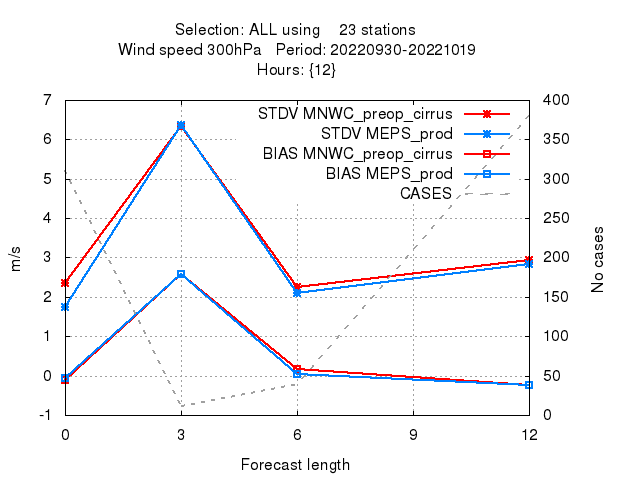 Selection: ALL using 23 stations
Wind speed 300hPa Period: 20220930-20221019
Hours: {12}
7 400
STDV MNWC_preop_cirrus
STDV MEPS_prod
BIAS MNWC_preop_cirrus
BIAS MEPS_prod
CASES
6 350
5 300
4 250
3 200
2 150
1 100
0 50
-1 0
m/s
No cases
0 3 6 9 12
Forecast length